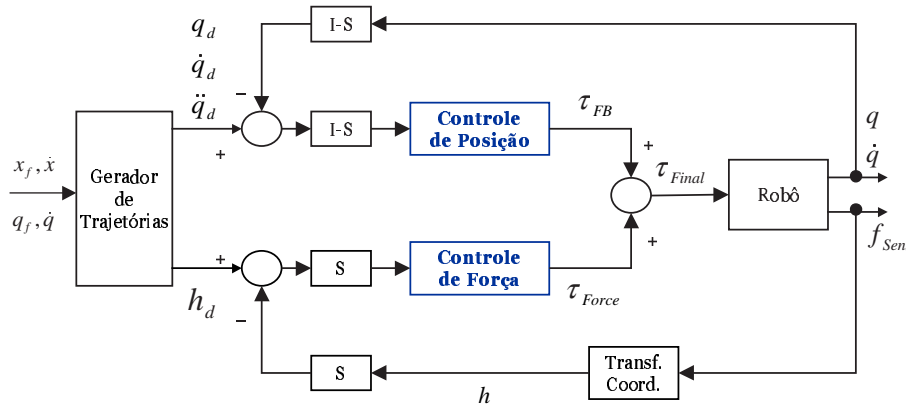 q_d
I-S
q̇_d
q̈_d
−
+
I-S
Controle
de Posição
τ_FB
+
q
q̇
x_f , ẋ
q_f , q̇
Gerador
de
Trajetórias
τ_Final
Robô
+
S
Controle
de Força
+
f_Sen
h_d
−
τ_Force
S
h
Transf.
Coord.